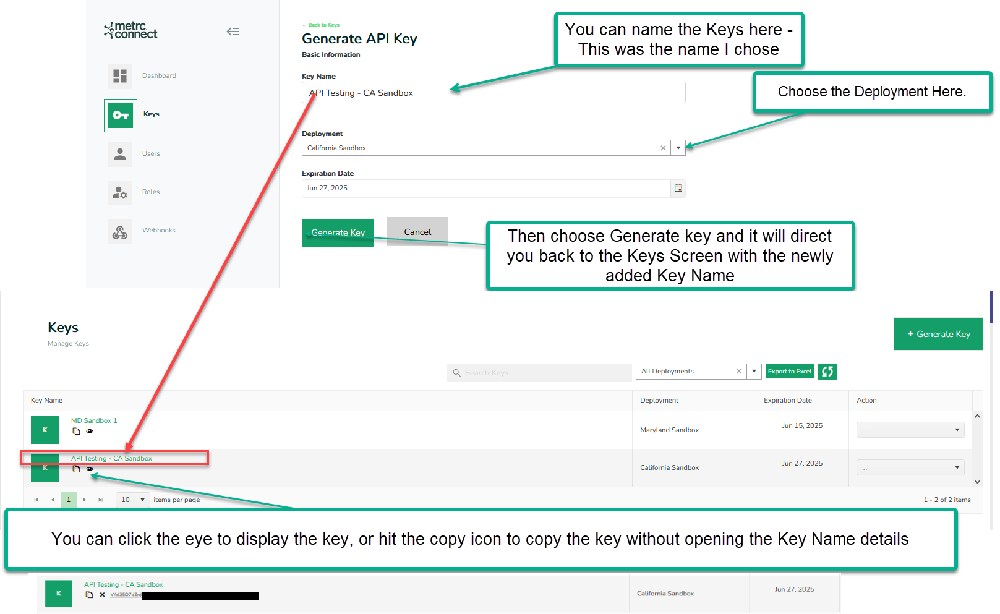 metrc
connect
← Back to Keys
Generate API Key
Basic Information
You can name the Keys here -
This was the name I chose
Dashboard
Key Name
API Testing - CA Sandbox
Choose the Deployment Here.
Keys
Deployment
California Sandbox
Users
Expiration Date
Jun 27, 2025
Roles
Webhooks
Generate Key
Cancel
Then choose Generate key and it will direct
you back to the Keys Screen with the newly
added Key Name
Keys
Manage Keys
+ Generate Key
Search Keys
All Deployments
Export to Excel
Key Name
Deployment
Expiration Date
Action
K
MD Sandbox 1
Maryland Sandbox
Jun 15, 2025
...
K
API Testing - CA Sandbox
California Sandbox
Jun 27, 2025
...
1
10
items per page
1 - 2 of 2 items
You can click the eye to display the key, or hit the copy icon to copy the key without opening the Key Name details
K
API Testing - CA Sandbox
California Sandbox
Jun 27, 2025